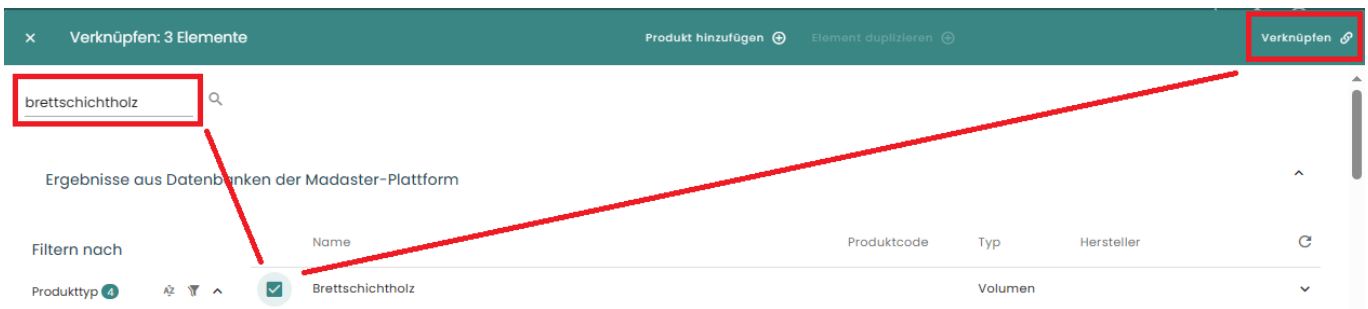 × Verknüpfen: 3 Elemente Produkt hinzufügen Element duplizieren Verknüpfen
brettschichtholz
Ergebnisse aus Datenbanken der Madaster-Plattform
Filtern nach Name Produktcode Typ Hersteller
Produkttyp 4 AZ Brettschichtholz Volumen